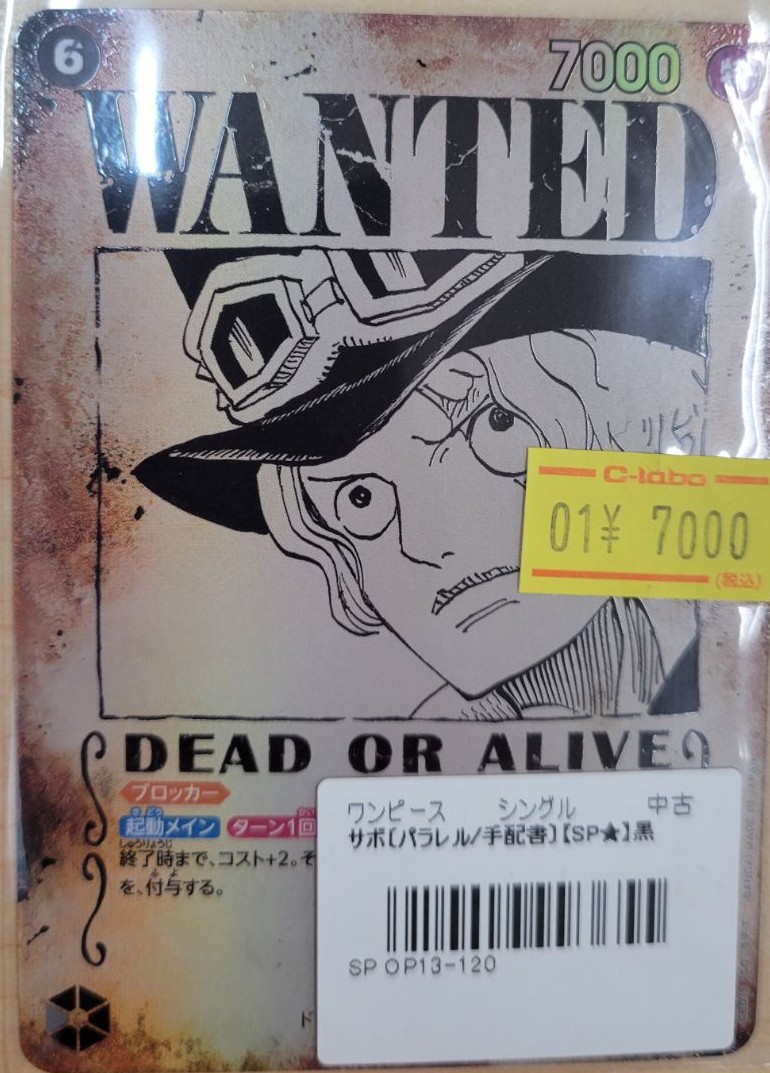 6
7000
特
WANTED
C-labo
01¥ 7000
(税込)
DEAD OR ALIVE
ブロッカー
起動メイン ターン1回
終了時まで、コスト+2。そ
を、付与する。
ワンピース シングル 中古
サボ〔パラレル/手配書〕【SP★】黒
SP OP13-120
ド